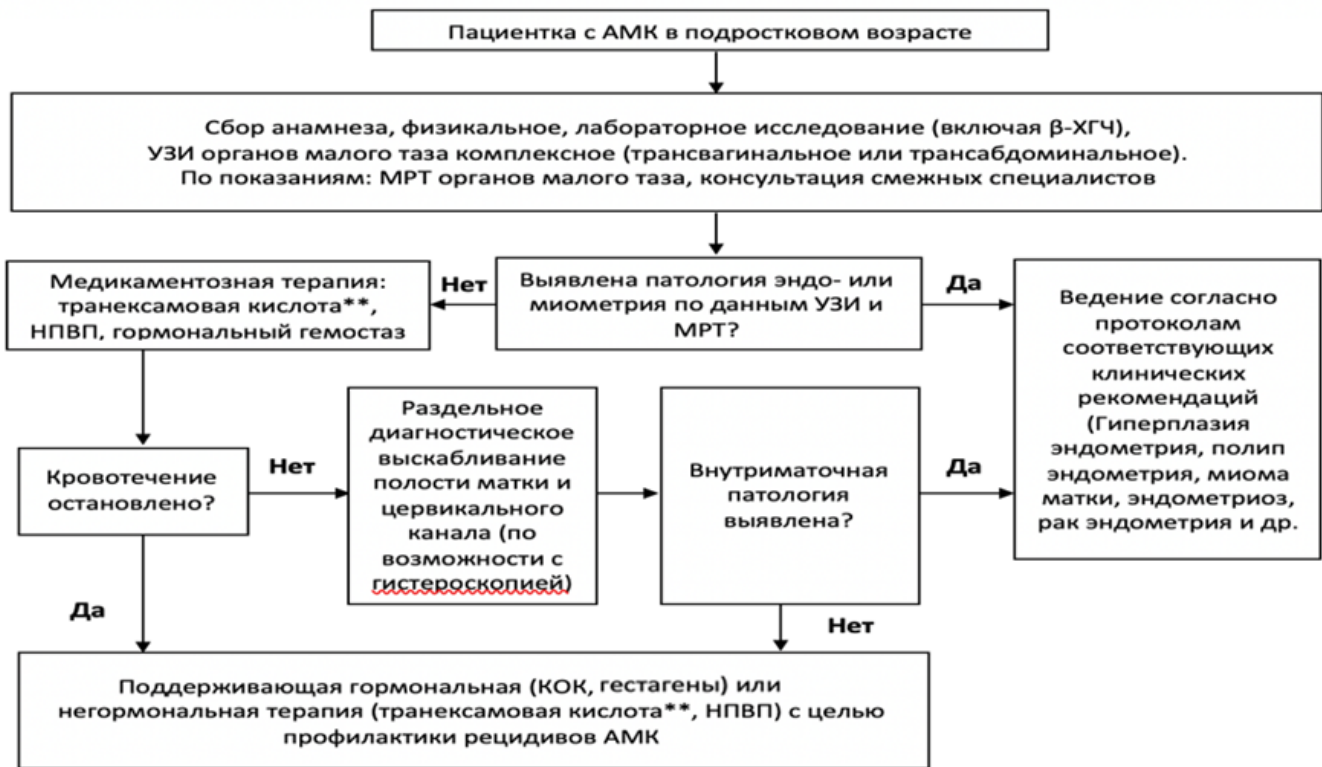 Пациентка с АМК в подростковом возрасте
Сбор анамнеза, физикальное, лабораторное исследование (включая β-ХГЧ),
УЗИ органов малого таза комплексное (трансвагинальное или трансабдоминальное).
По показаниям: МРТ органов малого таза, консультация смежных специалистов
Медикаментозная терапия:
транексамовая кислота**,
НПВП, гормональный гемостаз
Нет
Выявлена патология эндо- или
миометрия по данным УЗИ и
МРТ?
Да
Ведение согласно
протоколам
соответствующих
клинических
рекомендаций
(Гиперплазия
эндометрия, полип
эндометрия, миома
матки, эндометриоз,
рак эндометрия и др.
Кровотечение
остановлено?
Нет
Раздельное
диагностическое
выскабливание
полости матки и
цервикального
канала (по
возможности с
гистероскопией)
Внутриматочная
патология
выявлена?
Да
Да
Нет
Поддерживающая гормональная (КОК, гестагены) или
негормональная терапия (транексамовая кислота**, НПВП) с целью
профилактики рецидивов АМК